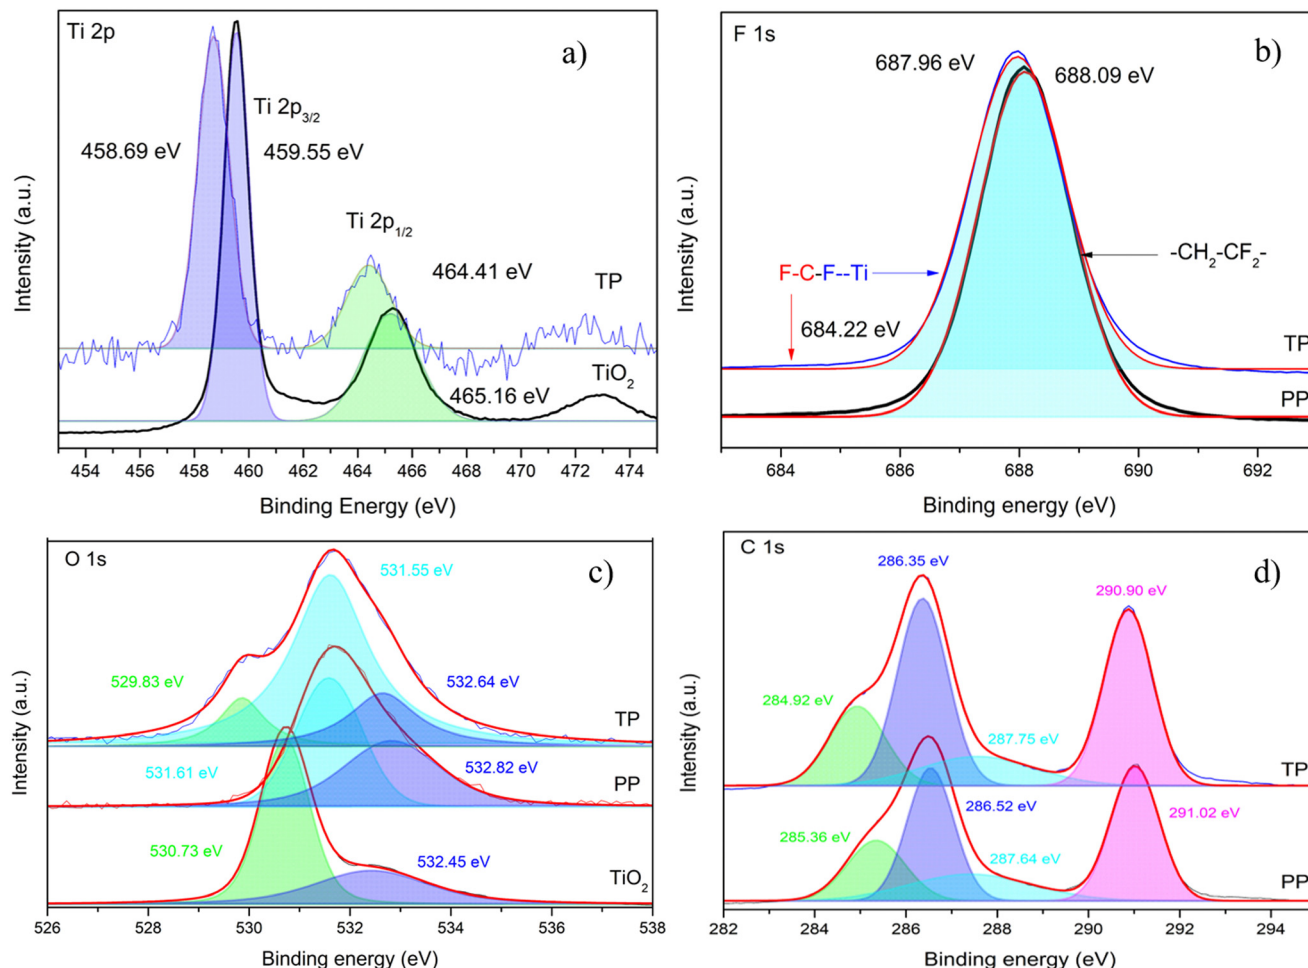 Ti 2p
a)
Ti 2p3/2
458.69 eV
459.55 eV
Ti 2p1/2
464.41 eV
TP
TiO2
465.16 eV
Intensity (a.u.)
454 456 458 460 462 464 466 468 470 472 474
Binding Energy (eV)
F 1s
b)
687.96 eV
688.09 eV
F-C-F--Ti
-CH2-CF2-
684.22 eV
TP
PP
Intensity (a.u.)
684 686 688 690 692
Binding energy (eV)
O 1s
c)
531.55 eV
529.83 eV
532.64 eV
TP
531.61 eV
532.82 eV
PP
530.73 eV
532.45 eV
TiO2
Intensity (a.u.)
526 528 530 532 534 536 538
Binding energy (eV)
C 1s
d)
286.35 eV
290.90 eV
284.92 eV
287.75 eV
TP
286.52 eV
291.02 eV
285.36 eV
287.64 eV
PP
Intensity (a.u.)
282 284 286 288 290 292 294
Binding energy (eV)